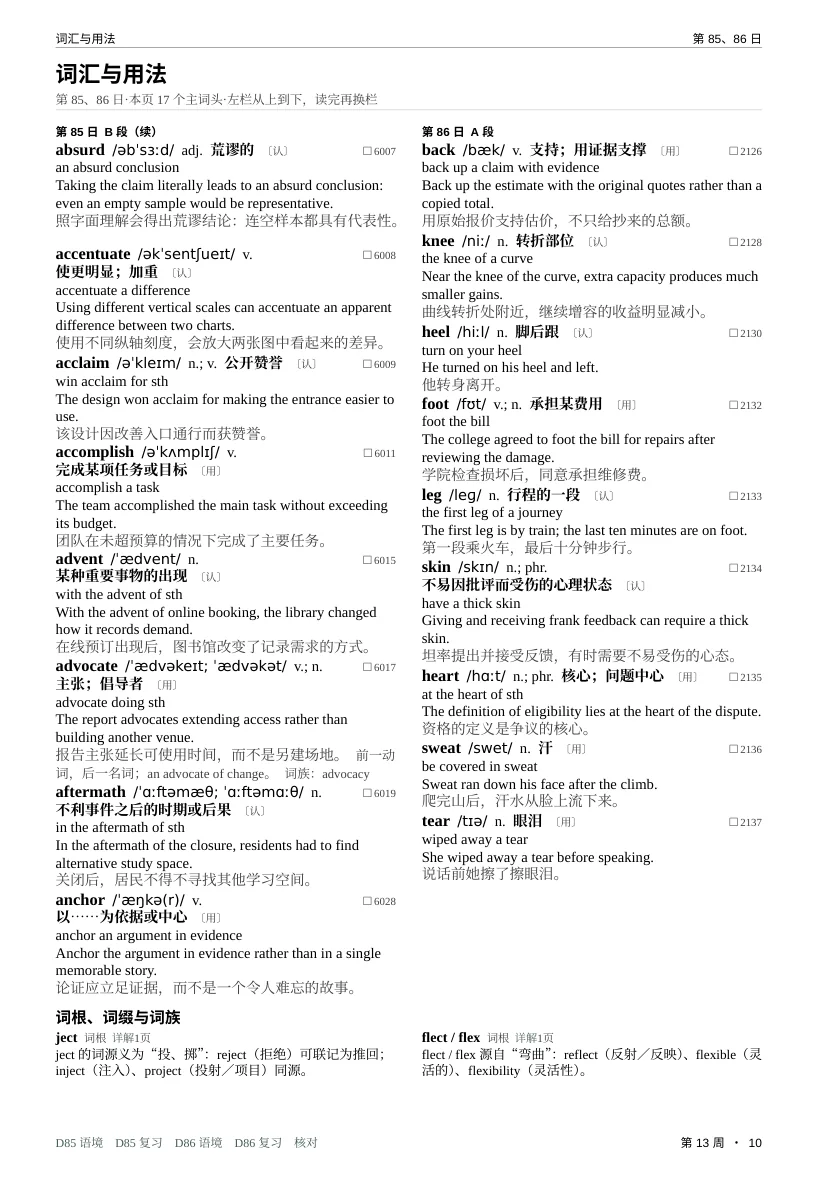 词汇与用法
第 85、86 日
词汇与用法
第 85、86 日·本页 17 个主词头·左栏从上到下，读完再换栏
第 85 日 B 段（续）
absurd /əbˈsɜːd/ adj. 荒谬的 〔认〕 □6007
an absurd conclusion
Taking the claim literally leads to an absurd conclusion:
even an empty sample would be representative.
照字面理解会得出荒谬结论：连空样本都具有代表性。
accentuate /əkˈsentʃueɪt/ v. □6008
使更明显；加重 〔认〕
accentuate a difference
Using different vertical scales can accentuate an apparent
difference between two charts.
使用不同纵轴刻度，会放大两张图中看起来的差异。
acclaim /əˈkleɪm/ n.; v. 公开赞誉 〔认〕 □6009
win acclaim for sth
The design won acclaim for making the entrance easier to
use.
该设计因改善入口通行而获赞誉。
accomplish /əˈkʌmplɪʃ/ v. □6011
完成某项任务或目标 〔用〕
accomplish a task
The team accomplished the main task without exceeding
its budget.
团队在未超预算的情况下完成了主要任务。
advent /ˈædvent/ n. □6015
某种重要事物的出现 〔认〕
with the advent of sth
With the advent of online booking, the library changed
how it records demand.
在线预订出现后，图书馆改变了记录需求的方式。
advocate /ˈædvəkeɪt; ˈædvəkət/ v.; n. □6017
主张；倡导者 〔用〕
advocate doing sth
The report advocates extending access rather than
building another venue.
报告主张延长可使用时间，而不是另建场地。 前一动
词，后一名词；an advocate of change。 词族：advocacy
aftermath /ˈɑːftəmæθ; ˈɑːftəmɑːθ/ n. □6019
不利事件之后的时期或后果 〔认〕
in the aftermath of sth
In the aftermath of the closure, residents had to find
alternative study space.
关闭后，居民不得不寻找其他学习空间。
anchor /ˈæŋkə(r)/ v. □6028
以……为依据或中心 〔用〕
anchor an argument in evidence
Anchor the argument in evidence rather than in a single
memorable story.
论证应立足证据，而不是一个令人难忘的故事。
第 86 日 A 段
back /bæk/ v. 支持；用证据支撑 〔用〕 □2126
back up a claim with evidence
Back up the estimate with the original quotes rather than a
copied total.
用原始报价支持估价，不只给抄来的总额。
knee /niː/ n. 转折部位 〔认〕 □2128
the knee of a curve
Near the knee of the curve, extra capacity produces much
smaller gains.
曲线转折处附近，继续增容的收益明显减小。
heel /hiːl/ n. 脚后跟 〔认〕 □2130
turn on your heel
He turned on his heel and left.
他转身离开。
foot /fʊt/ v.; n. 承担某费用 〔用〕 □2132
foot the bill
The college agreed to foot the bill for repairs after
reviewing the damage.
学院检查损坏后，同意承担维修费。
leg /leɡ/ n. 行程的一段 〔认〕 □2133
the first leg of a journey
The first leg is by train; the last ten minutes are on foot.
第一段乘火车，最后十分钟步行。
skin /skɪn/ n.; phr. □2134
不易因批评而受伤的心理状态 〔认〕
have a thick skin
Giving and receiving frank feedback can require a thick
skin.
坦率提出并接受反馈，有时需要不易受伤的心态。
heart /hɑːt/ n.; phr. 核心；问题中心 〔用〕 □2135
at the heart of sth
The definition of eligibility lies at the heart of the dispute.
资格的定义是争议的核心。
sweat /swet/ n. 汗 〔用〕 □2136
be covered in sweat
Sweat ran down his face after the climb.
爬完山后，汗水从脸上流下来。
tear /tɪə/ n. 眼泪 〔用〕 □2137
wiped away a tear
She wiped away a tear before speaking.
说话前她擦了擦眼泪。
词根、词缀与词族
ject 词根 详解1页
ject 的词源义为“投、掷”：reject（拒绝）可联记为推回；
inject（注入）、project（投射／项目）同源。
flect / flex 词根 详解1页
flect / flex 源自“弯曲”：reflect（反射／反映）、flexible（灵
活的）、flexibility（灵活性）。
D85 语境 D85 复习 D86 语境 D86 复习 核对
第 13 周 · 10